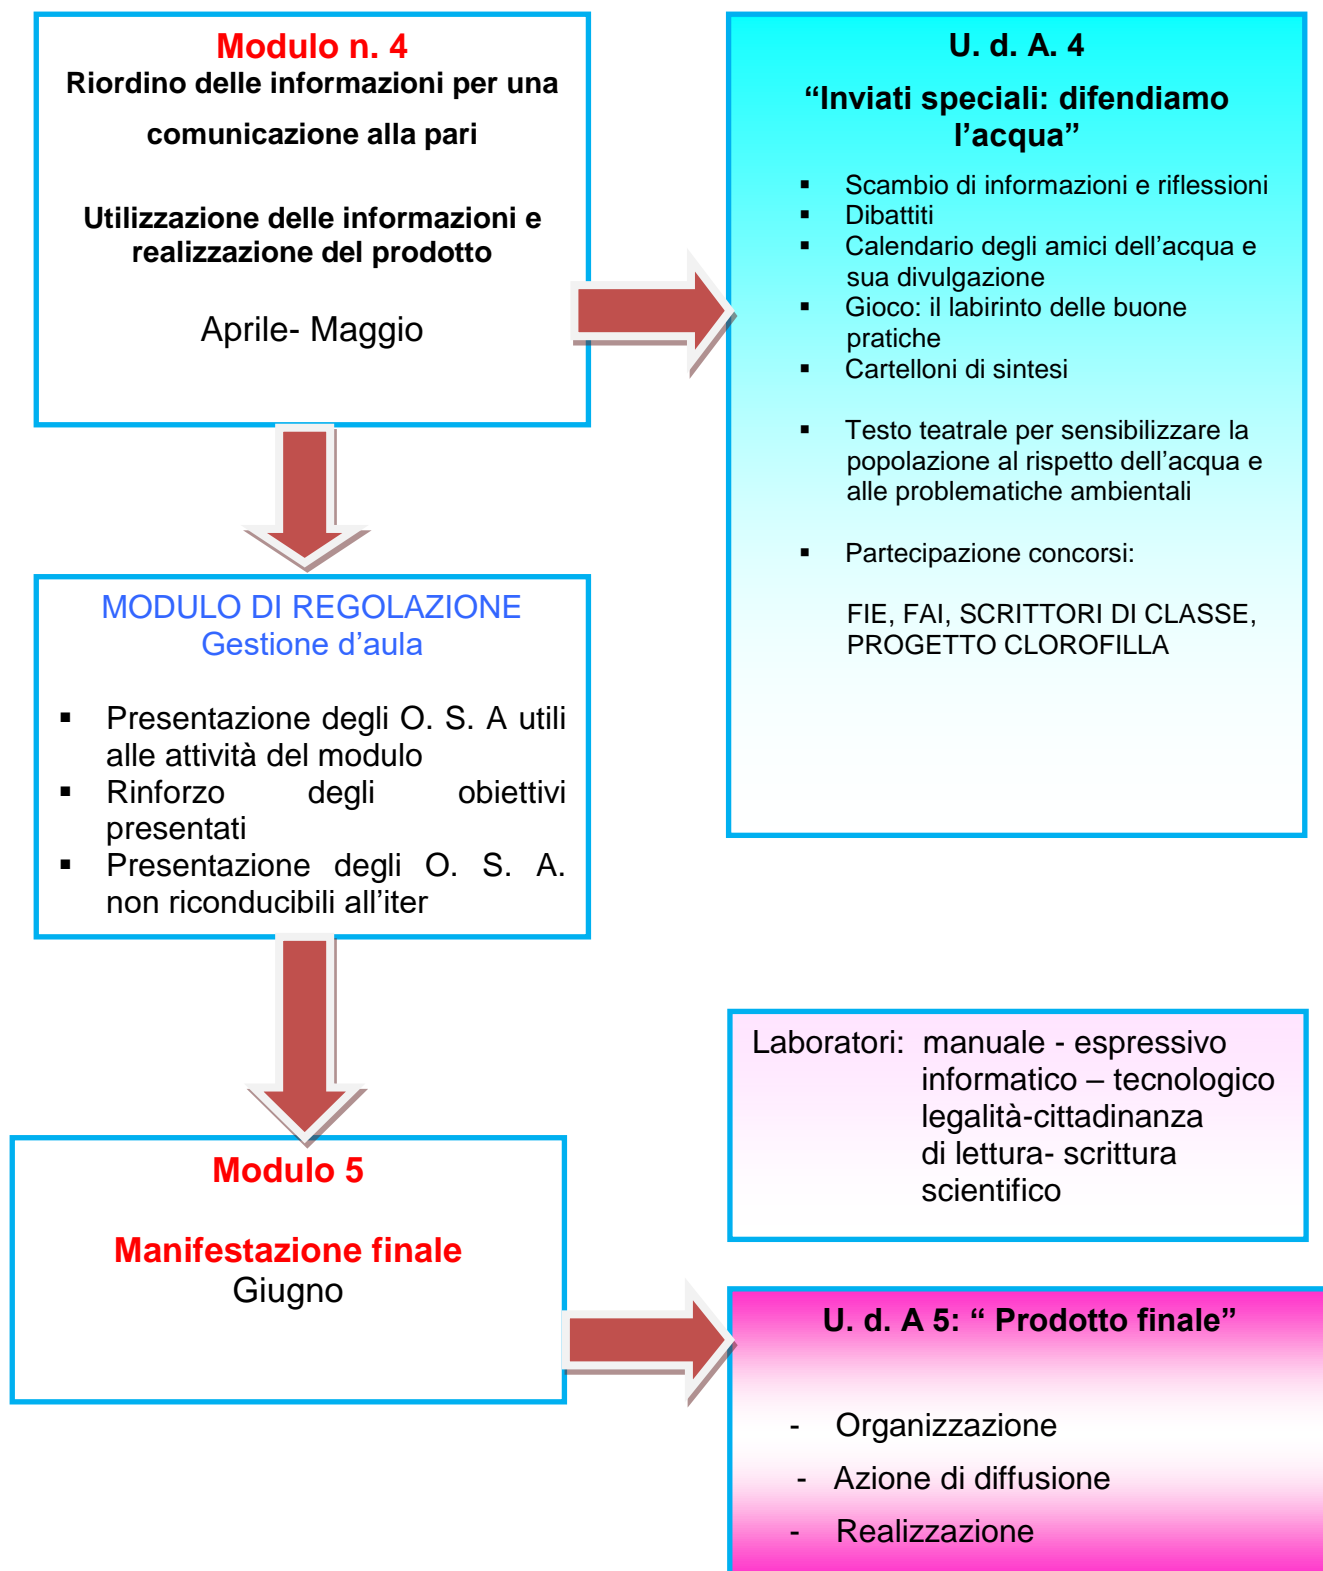 Modulo n. 4
Riordino delle informazioni per una
comunicazione alla pari
Utilizzazione delle informazioni e
realizzazione del prodotto
Aprile- Maggio
U. d. A. 4
“Inviati speciali: difendiamo
l’acqua”
▪ Scambio di informazioni e riflessioni
▪ Dibattiti
▪ Calendario degli amici dell’acqua e
sua divulgazione
▪ Gioco: il labirinto delle buone
pratiche
▪ Cartelloni di sintesi
▪ Testo teatrale per sensibilizzare la
popolazione al rispetto dell’acqua e
alle problematiche ambientali
▪ Partecipazione concorsi:
FIE, FAI, SCRITTORI DI CLASSE,
PROGETTO CLOROFILLA
MODULO DI REGOLAZIONE
Gestione d’aula
▪ Presentazione degli O. S. A utili
alle attività del modulo
▪ Rinforzo degli obiettivi
presentati
▪ Presentazione degli O. S. A.
non riconducibili all’iter
Laboratori: manuale - espressivo
informatico – tecnologico
legalità-cittadinanza
di lettura- scrittura
scientifico
Modulo 5
Manifestazione finale
Giugno
U. d. A 5: “ Prodotto finale”
- Organizzazione
- Azione di diffusione
- Realizzazione